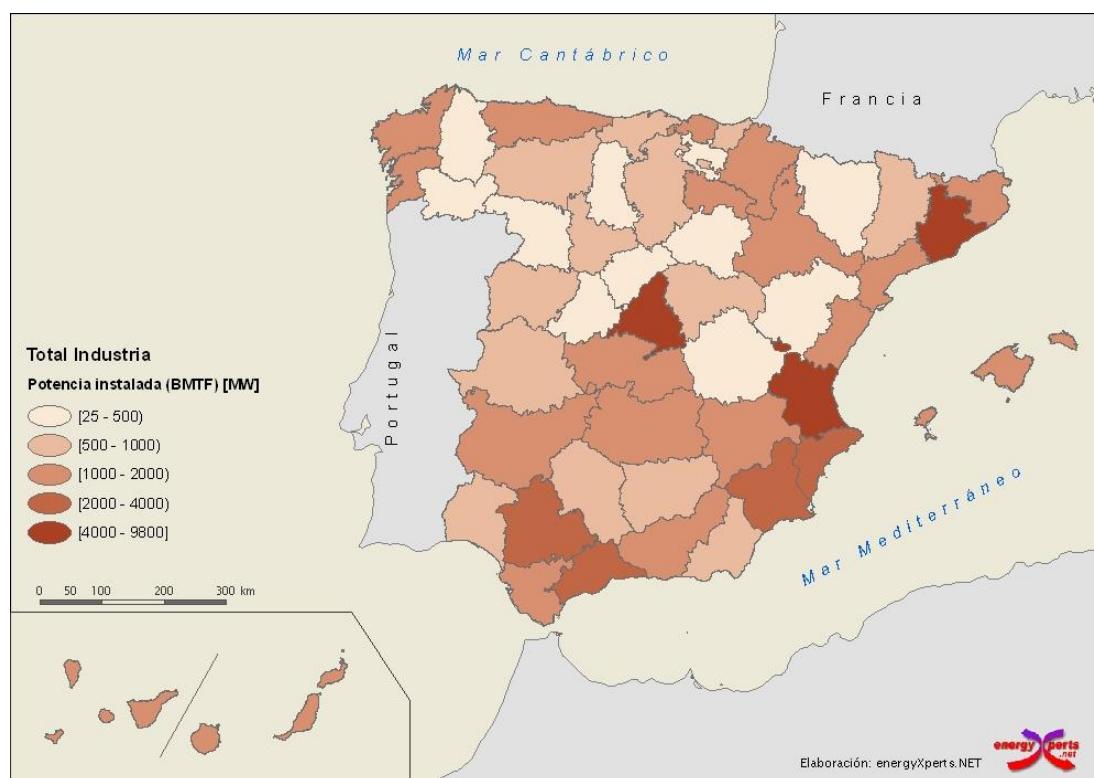 Mar Cantábrico
Francia
Portugal
Total Industria
Potencia instalada (BMTF) [MW]
[25 - 500)
[500 - 1000)
[1000 - 2000)
[2000 - 4000)
[4000 - 9800]
0 50 100 200 300 km
Mar Mediterráneo
Elaboración: energyXperts.NET
energyXperts
.net